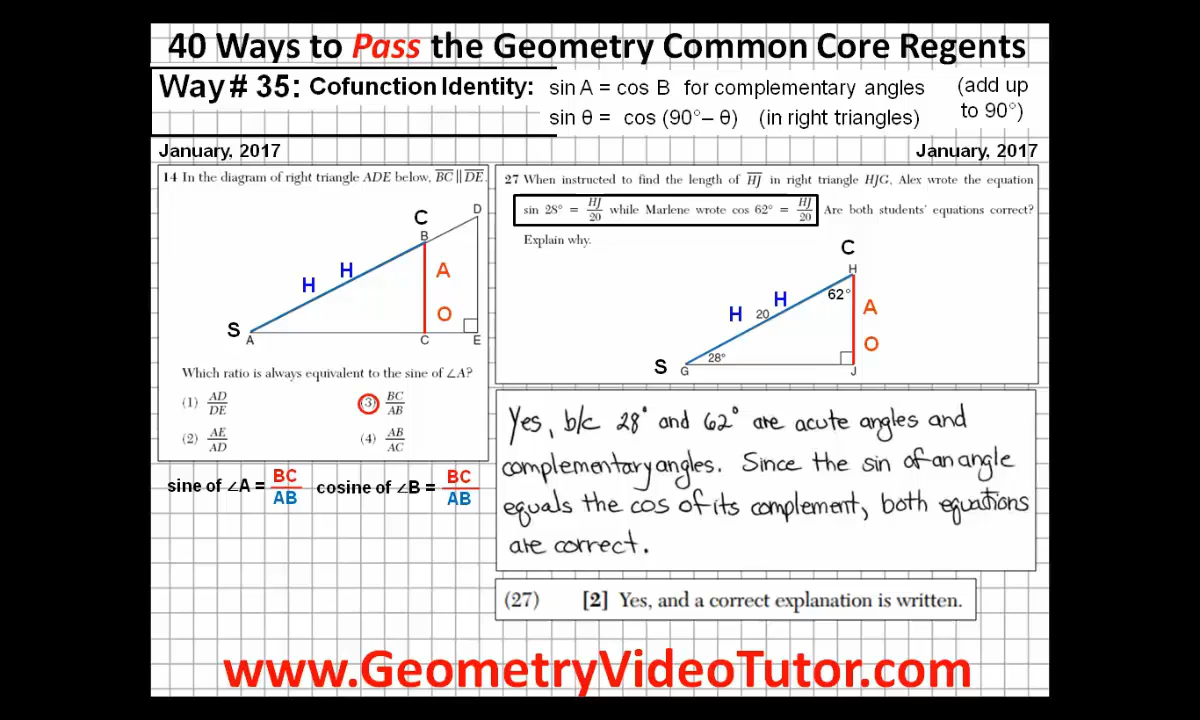 40 Ways to Pass the Geometry Common Core Regents
Way # 35: Cofunction Identity: sin A = cos B for complementary angles (add up
sin θ = cos (90°– θ) (in right triangles) to 90°)
January, 2017
14 In the diagram of right triangle ADE below, BC || DE.
C
D
B
H
H
A
O
S
A
C
E
Which ratio is always equivalent to the sine of ∠A?
(1) AD/DE
(3) BC/AB
(2) AE/AD
(4) AB/AC
sine of ∠A = BC/AB
cosine of ∠B = BC/AB
January, 2017
27 When instructed to find the length of HJ in right triangle HJG, Alex wrote the equation
sin 28° = HJ/20 while Marlene wrote cos 62° = HJ/20 Are both students' equations correct?
Explain why.
C
H
62°
H
H
20
A
O
S
G
28°
J
Yes, b/c 28° and 62° are acute angles and
complementary angles. Since the sin of an angle
equals the cos of its complement, both equations
are correct.
(27) [2] Yes, and a correct explanation is written.
www.GeometryVideoTutor.com